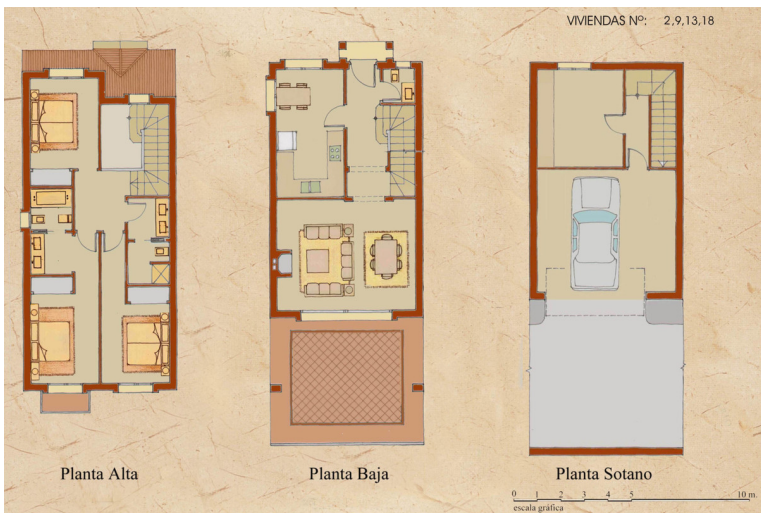 VIVIENDAS Nº: 2,9,13,18
Planta Alta
Planta Baja
Planta Sotano
0 1 2 3 4 5 10 m.
escala gráfica